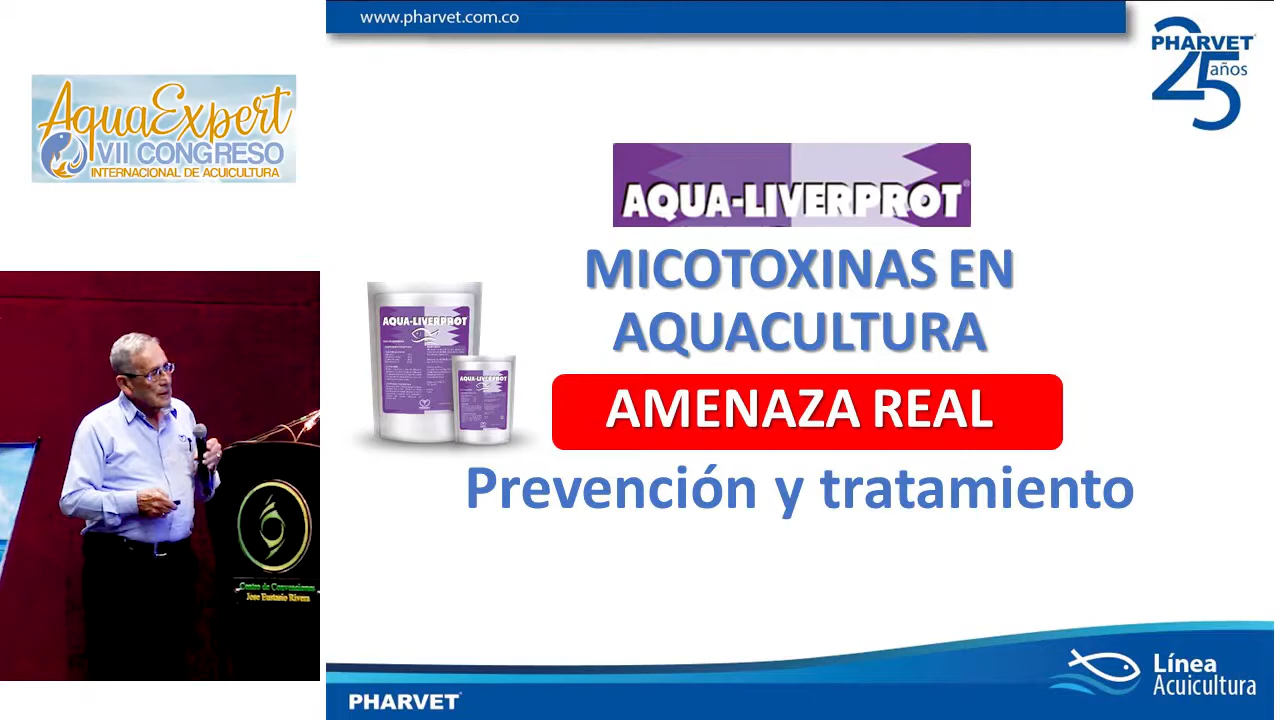 www.pharvet.com.co
PHARVET
25
años
AquaExpert
VII CONGRESO
INTERNACIONAL DE ACUICULTURA
AQUA-LIVERPROT®
MICOTOXINAS EN
AQUACULTURA
AMENAZA REAL
Prevención y tratamiento
AQUA-LIVERPROT
AQUA-LIVERPROT
Centro de Convenciones
Jose Eustasio Rivera
Línea
Acuicultura
PHARVET